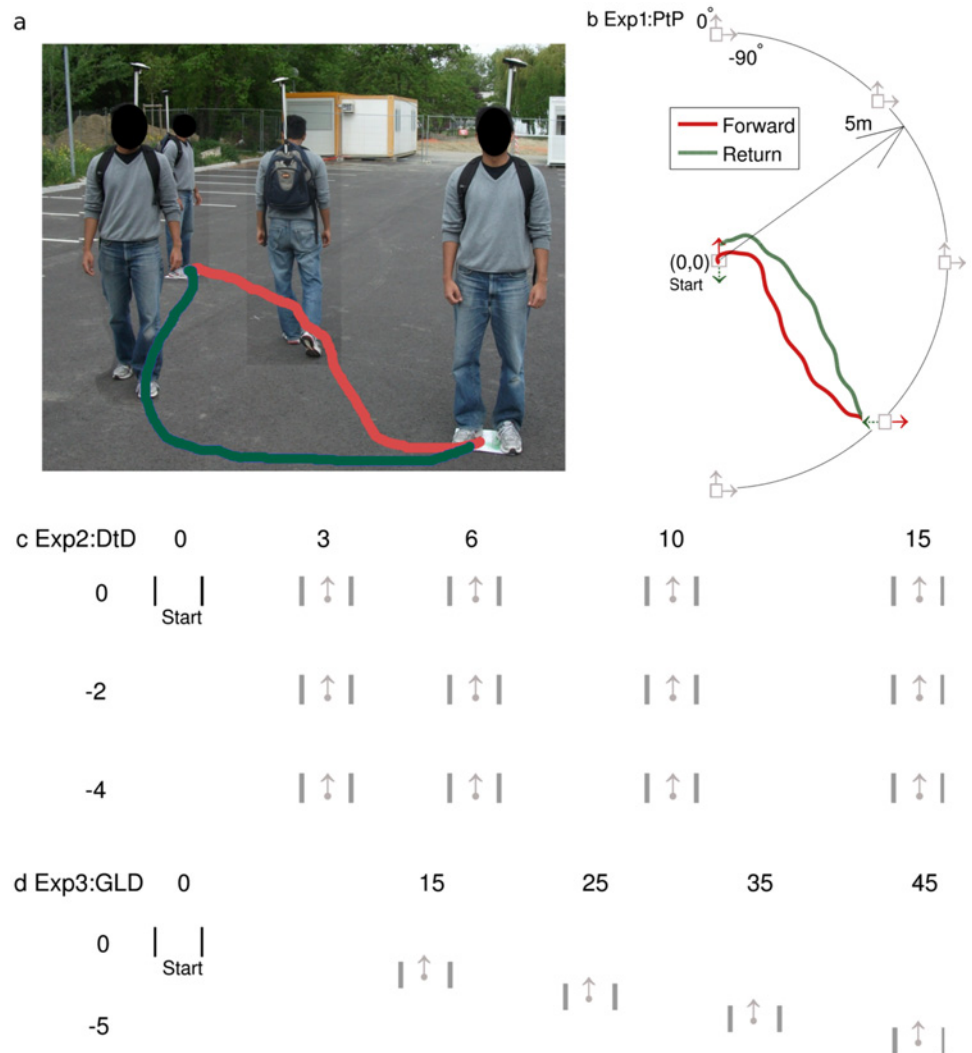 a
b Exp1:PtP
0°
-90°
5m
Forward
Return
(0,0)
Start
c Exp2:DtD 0 3 6 10 15
0
Start
-2
-4
d Exp3:GLD 0 15 25 35 45
0
Start
-5